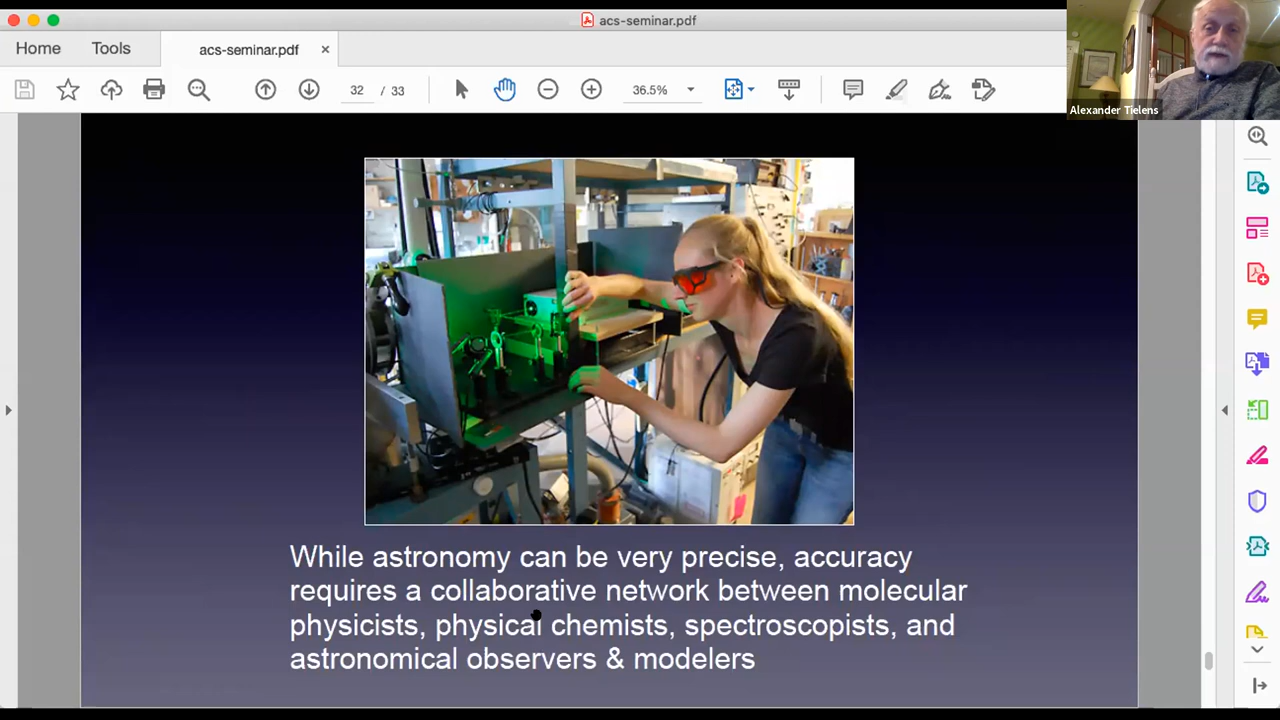 acs-seminar.pdf
Home Tools acs-seminar.pdf ×
32 / 33 36.5%
Alexander Tielens
While astronomy can be very precise, accuracy
requires a collaborative network between molecular
physicists, physical chemists, spectroscopists, and
astronomical observers & modelers